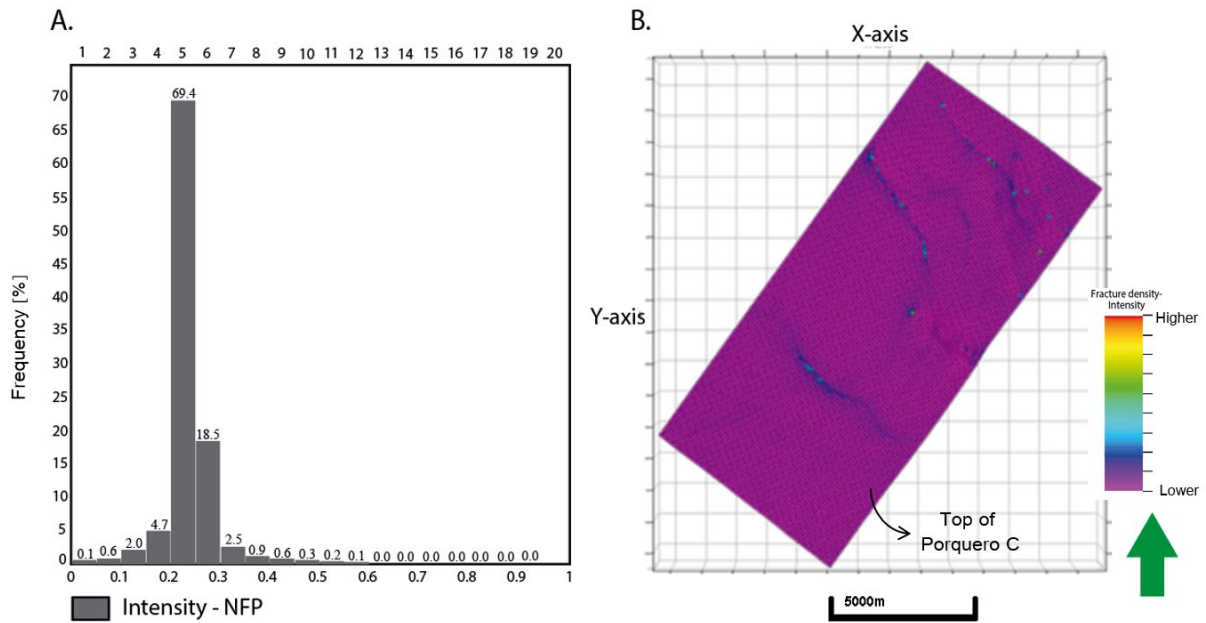 A.
1 2 3 4 5 6 7 8 9 10 11 12 13 14 15 16 17 18 19 20
Frequency [%]
70
65
60
55
50
45
40
35
30
25
20
15
10
5
0
0.1 0.6 2.0 4.7 69.4 18.5 2.5 0.9 0.6 0.3 0.2 0.1 0.0 0.0 0.0 0.0 0.0 0.0 0.0
0 0.1 0.2 0.3 0.4 0.5 0.6 0.7 0.8 0.9 1
Intensity - NFP
B.
X-axis
Y-axis
Fracture density-
Intensity
Higher
Lower
Top of
Porquero C
5000m